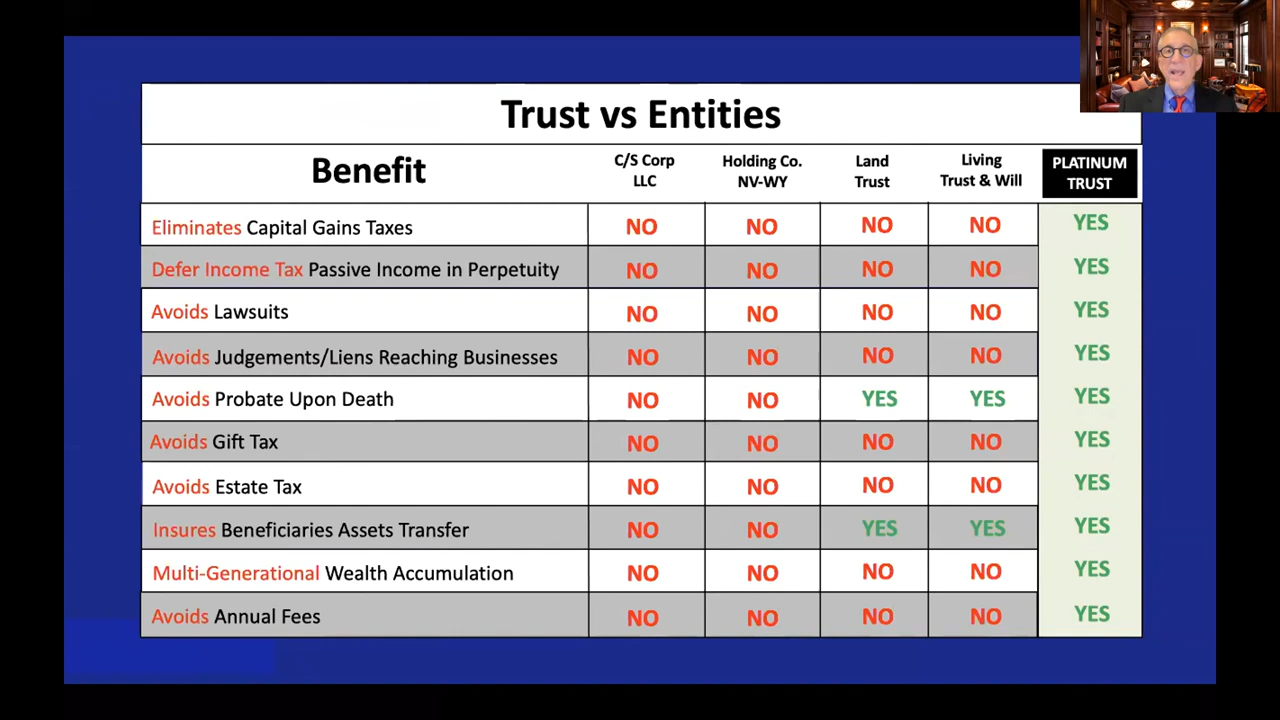 Trust vs Entities
Benefit
C/S Corp
LLC
Holding Co.
NV-WY
Land
Trust
Living
Trust & Will
PLATINUM
TRUST
Eliminates Capital Gains Taxes NO NO NO NO YES
Defer Income Tax Passive Income in Perpetuity NO NO NO NO YES
Avoids Lawsuits NO NO NO NO YES
Avoids Judgements/Liens Reaching Businesses NO NO NO NO YES
Avoids Probate Upon Death NO NO YES YES YES
Avoids Gift Tax NO NO NO NO YES
Avoids Estate Tax NO NO NO NO YES
Insures Beneficiaries Assets Transfer NO NO YES YES YES
Multi-Generational Wealth Accumulation NO NO NO NO YES
Avoids Annual Fees NO NO NO NO YES